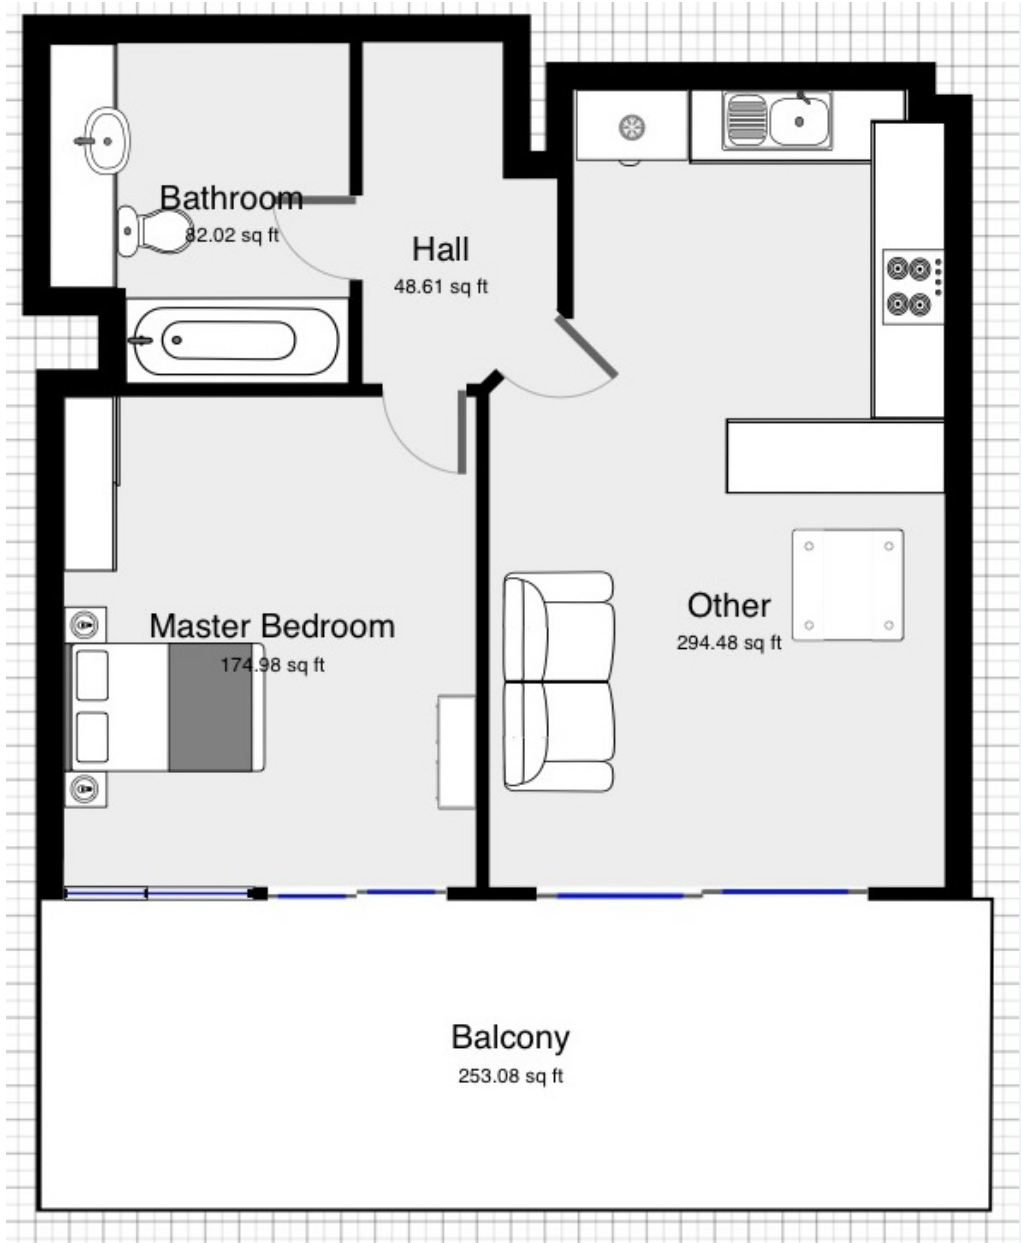 Bathroom
82.02 sq ft
Hall
48.61 sq ft
Other
294.48 sq ft
Master Bedroom
174.98 sq ft
Balcony
253.08 sq ft